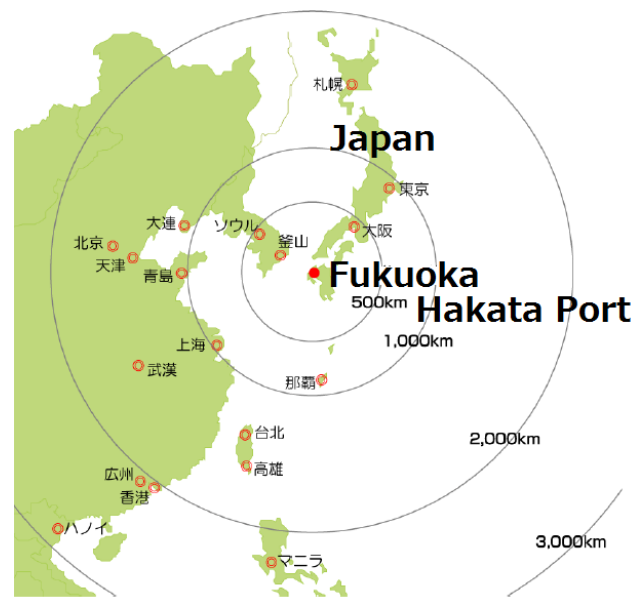 札幌
Japan
東京
大連
ソウル
大阪
北京
釜山
天津
青島
Fukuoka
500km
Hakata Port
上海
1,000km
武漢
那覇
台北
2,000km
高雄
広州
香港
ハノイ
3,000km
マニラ